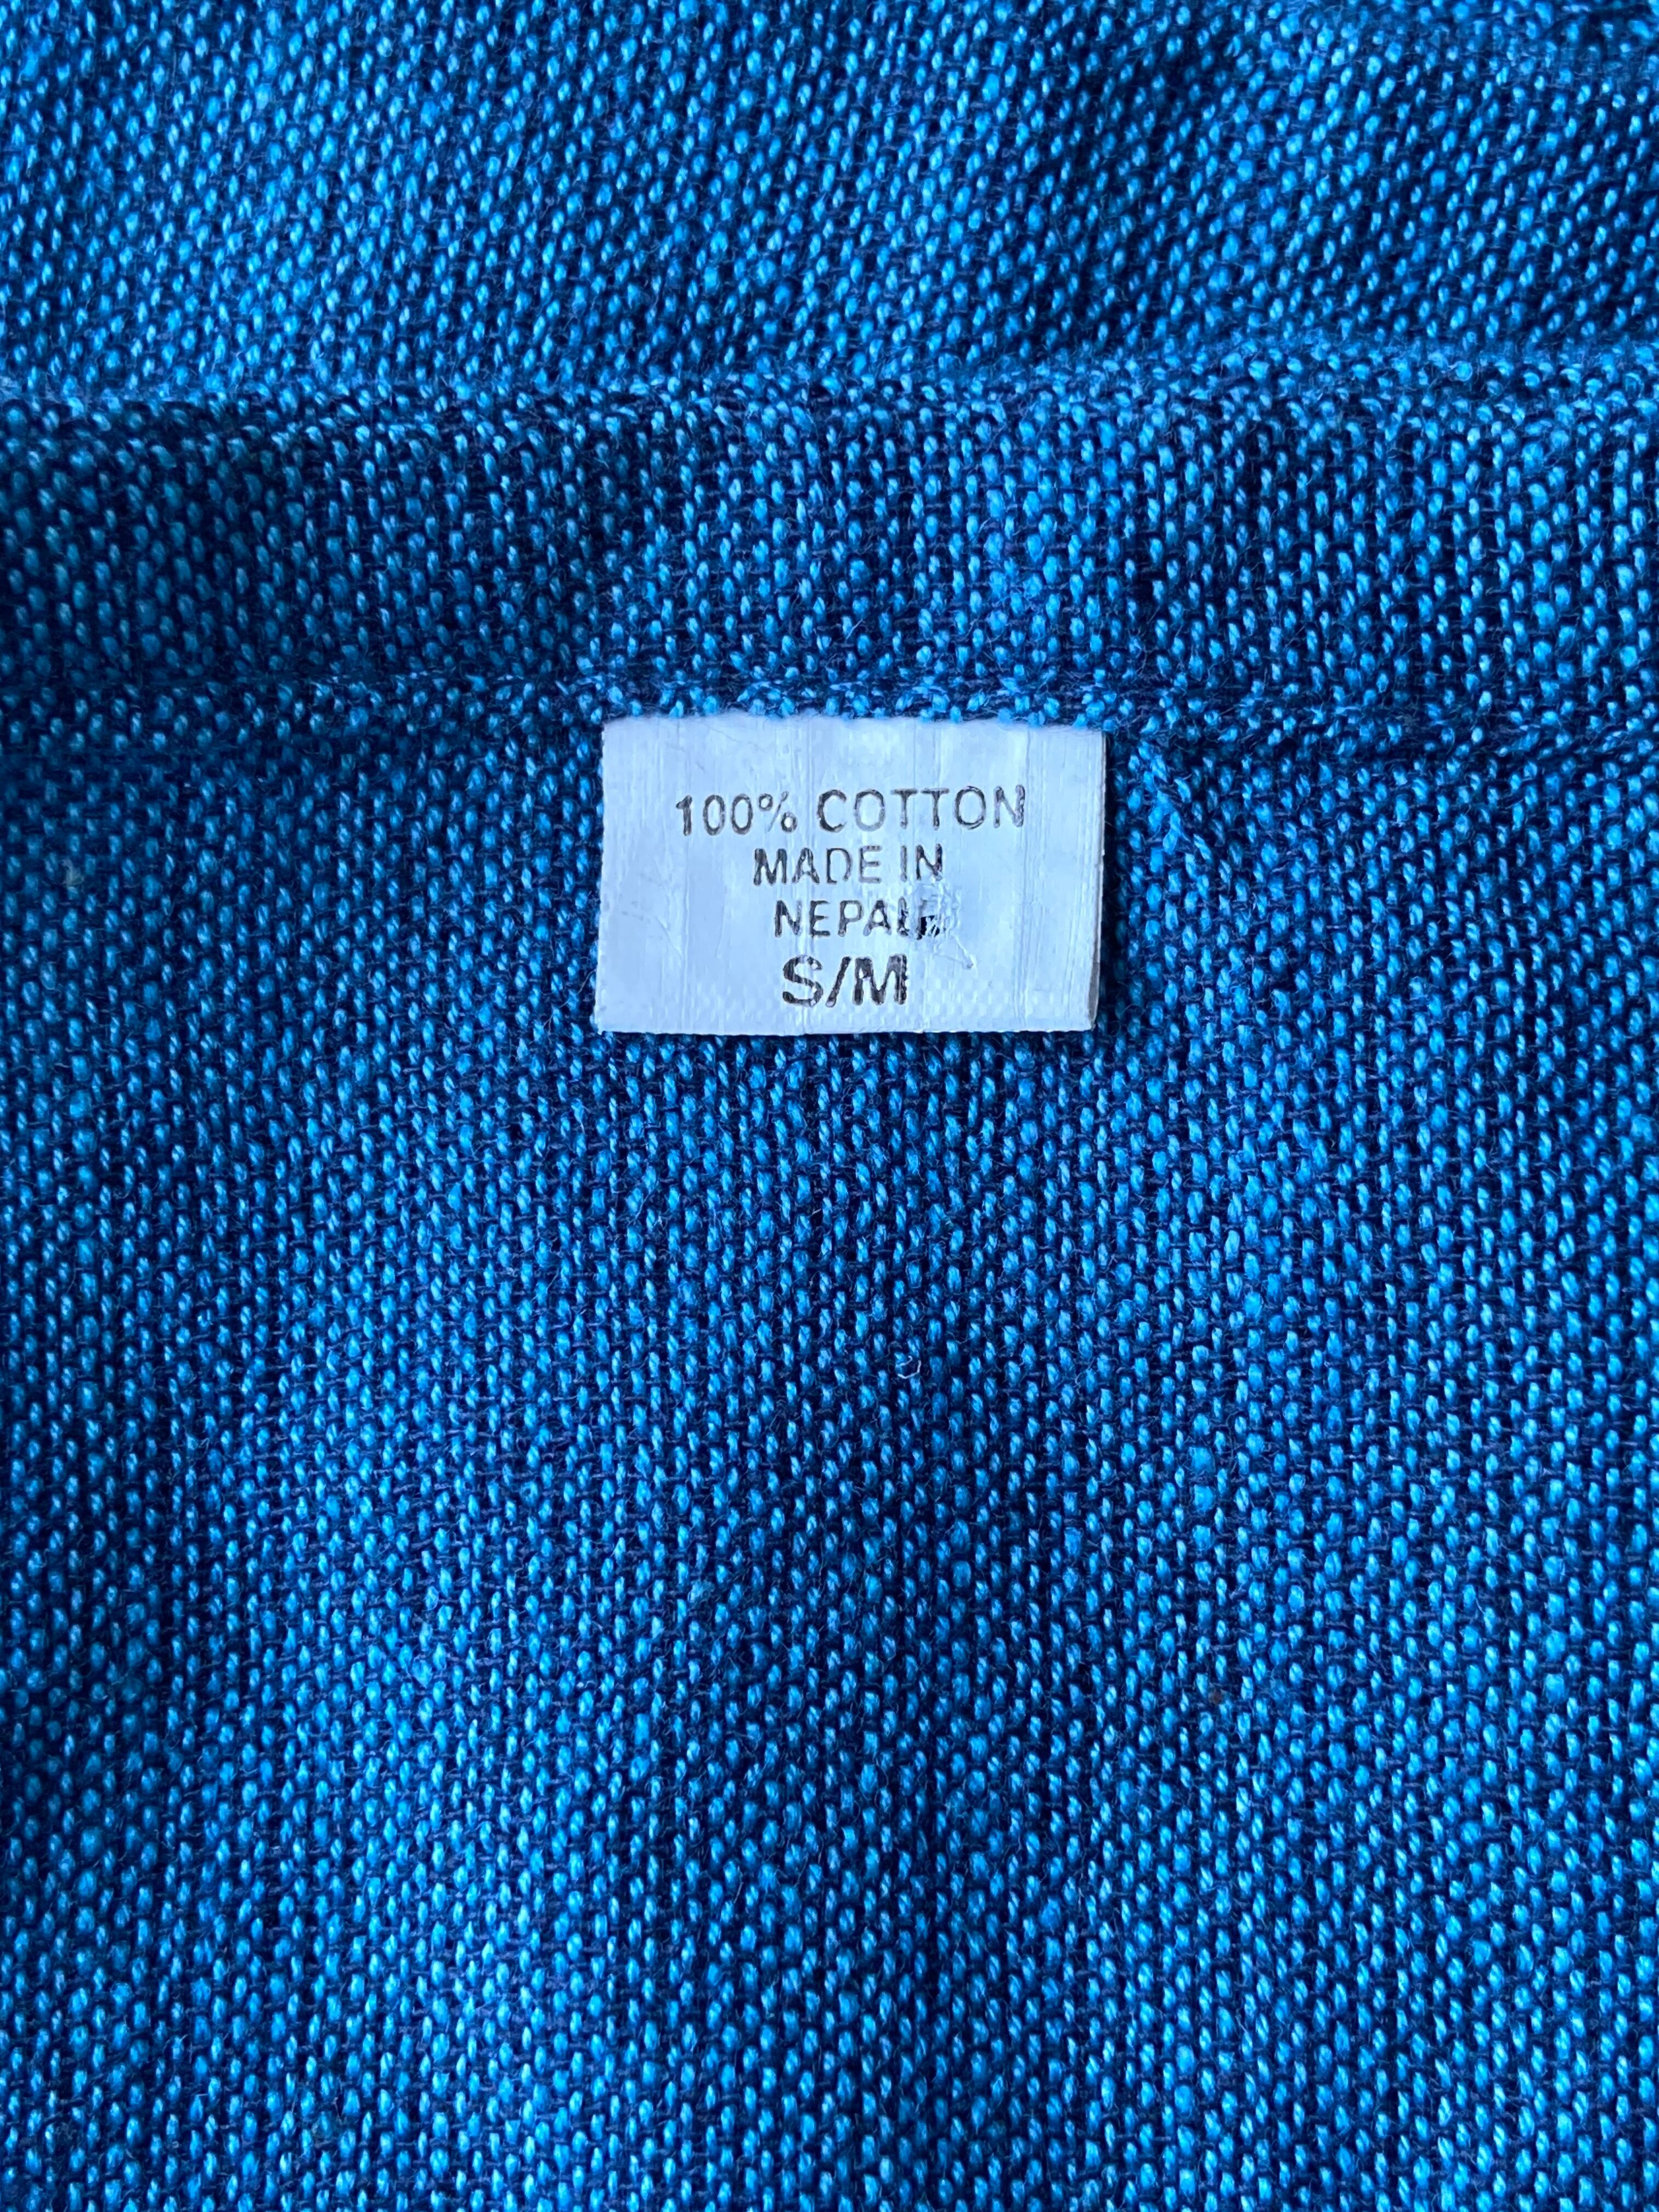 100% COTTON
MADE IN
NEPAL
S/M